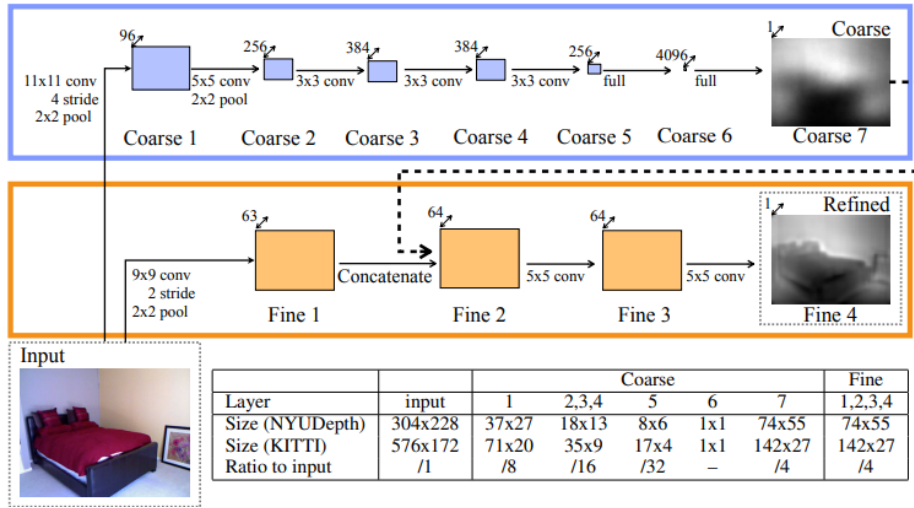 96
256
384
384
256
4096
1
Coarse
11x11 conv
4 stride
2x2 pool
5x5 conv
2x2 pool
3x3 conv
3x3 conv
3x3 conv
full
full
Coarse 1
Coarse 2
Coarse 3
Coarse 4
Coarse 5
Coarse 6
Coarse 7
63
64
64
1
Refined
9x9 conv
2 stride
2x2 pool
Concatenate
5x5 conv
5x5 conv
Fine 1
Fine 2
Fine 3
Fine 4
Input
Coarse Fine
Layer input 1 2,3,4 5 6 7 1,2,3,4
Size (NYUDepth) 304x228 37x27 18x13 8x6 1x1 74x55 74x55
Size (KITTI) 576x172 71x20 35x9 17x4 1x1 142x27 142x27
Ratio to input /1 /8 /16 /32 – /4 /4